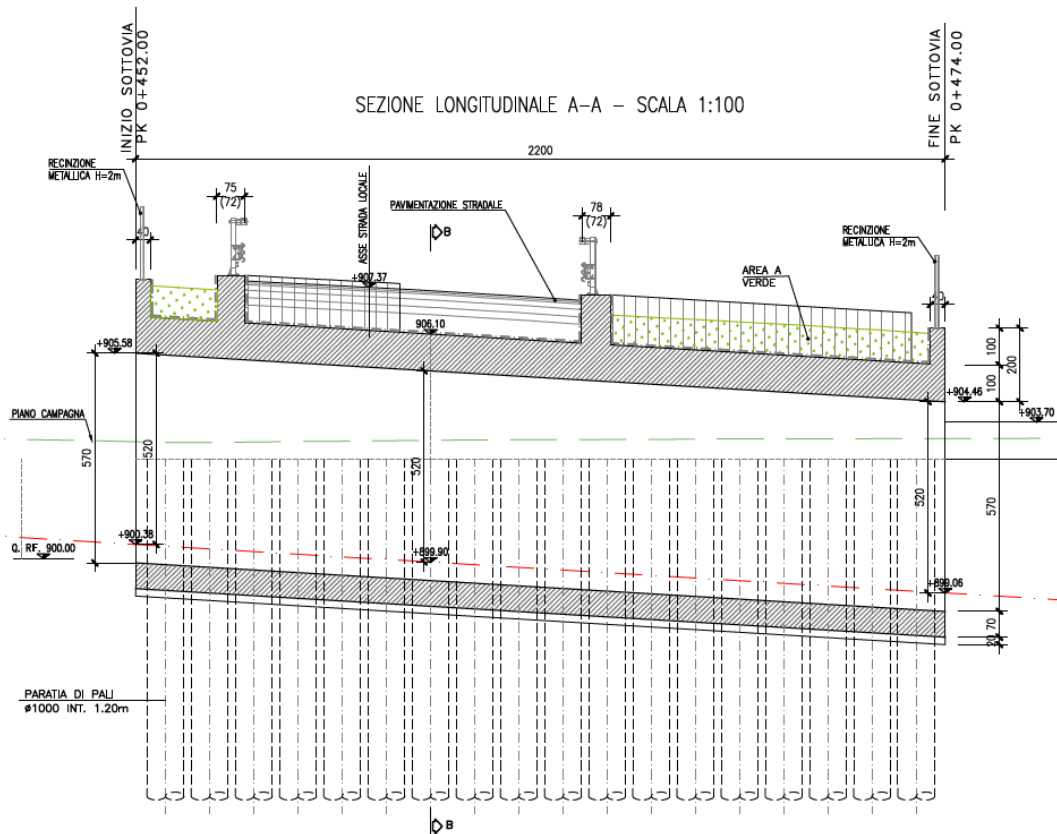 INIZIO SOTTOVIA
PK 0+452.00
FINE SOTTOVIA
PK 0+474.00
SEZIONE LONGITUDINALE A-A - SCALA 1:100
2200
RECINZIONE
METALLICA H=2m
75
(72)
40
ASSE STRADA LOCALE
PAVIMENTAZIONE STRADALE
B
78
(72)
RECINZIONE
METALLICA H=2m
AREA A
VERDE
+907.37
906.10
+905.58
100
200
100
+904.46
+903.70
PIANO CAMPAGNA
570
520
520
520
570
+900.38
Q. RF. 900.00
+899.90
+899.06
70
20
PARATIA DI PALI
ø1000 INT. 1.20m
B